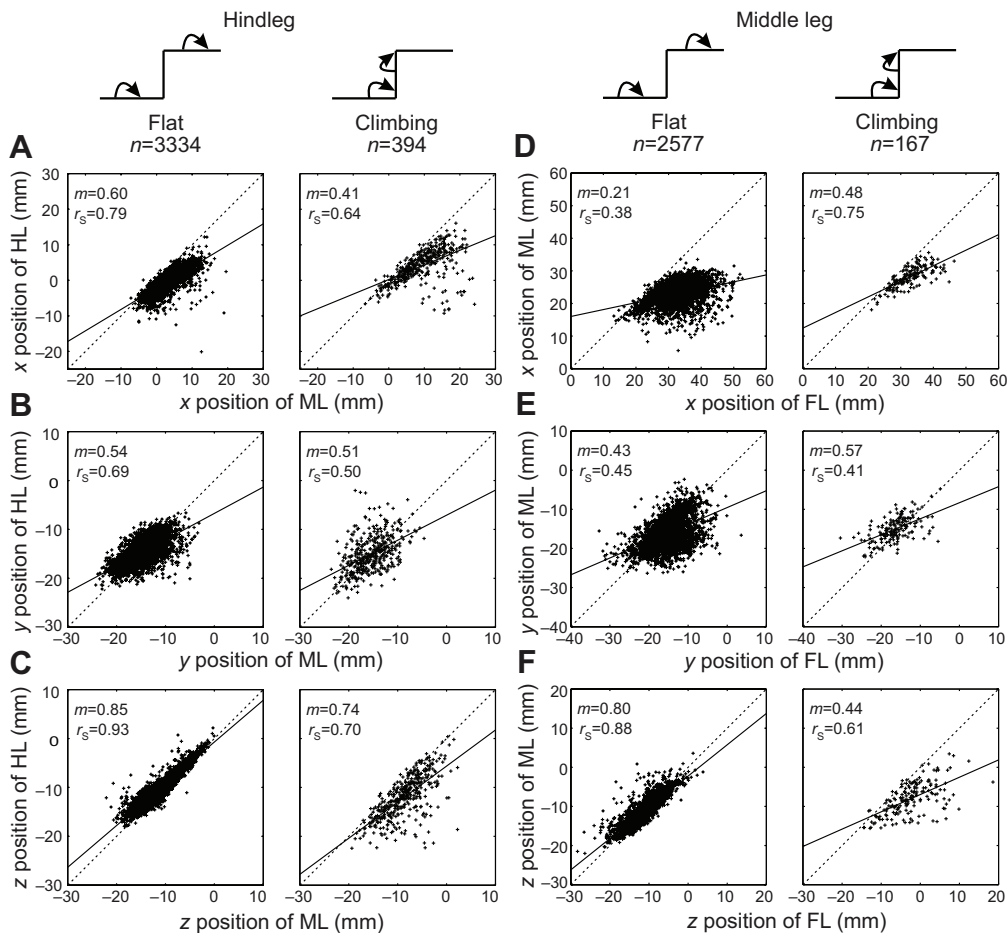 Hindleg
Middle leg
Flat
n=3334
Climbing
n=394
Flat
n=2577
Climbing
n=167
A
x position of HL (mm)
30
20
10
0
–10
–20
m=0.60
rS=0.79
–20 –10 0 10 20 30
m=0.41
rS=0.64
–20 –10 0 10 20 30
x position of ML (mm)
D
x position of ML (mm)
60
50
40
30
20
10
0
m=0.21
rS=0.38
0 10 20 30 40 50 60
m=0.48
rS=0.75
0 10 20 30 40 50 60
x position of FL (mm)
B
y position of HL (mm)
10
0
–10
–20
–30
m=0.54
rS=0.69
–30 –20 –10 0 10
m=0.51
rS=0.50
–30 –20 –10 0 10
y position of ML (mm)
E
y position of ML (mm)
10
0
–10
–20
–30
–40
m=0.43
rS=0.45
–40 –30 –20 –10 0 10
m=0.57
rS=0.41
–40 –30 –20 –10 0 10
y position of FL (mm)
C
z position of HL (mm)
10
0
–10
–20
–30
m=0.85
rS=0.93
–30 –20 –10 0 10
m=0.74
rS=0.70
–30 –20 –10 0 10
z position of ML (mm)
F
z position of ML (mm)
20
10
0
–10
–20
–30
m=0.80
rS=0.88
–30 –20 –10 0 10 20
m=0.44
rS=0.61
–30 –20 –10 0 10 20
z position of FL (mm)